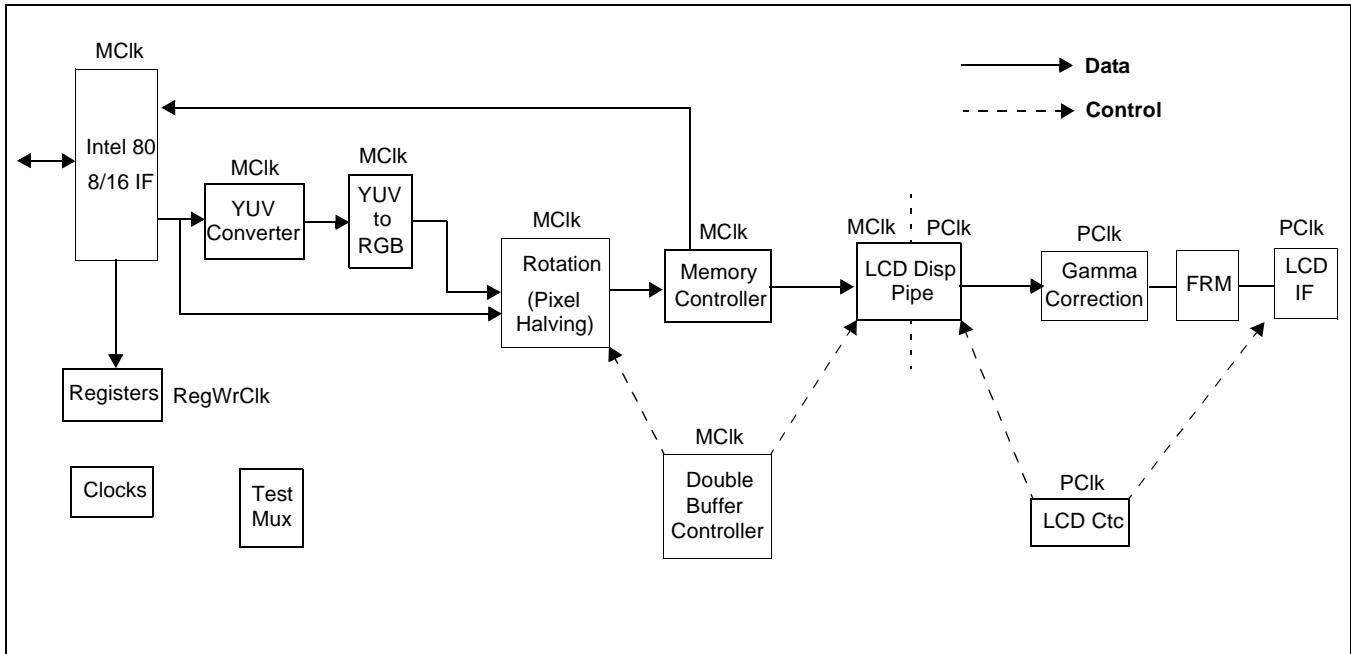 MClk
Data
Control
Intel 80
8/16 IF
MClk
YUV
Converter
MClk
YUV
to
RGB
MClk
Rotation
(Pixel
Halving)
MClk
Memory
Controller
MClk
PClk
LCD Disp
Pipe
PClk
Gamma
Correction
FRM
PClk
LCD
IF
Registers
RegWrClk
Clocks
Test
Mux
MClk
Double
Buffer
Controller
PClk
LCD Ctc